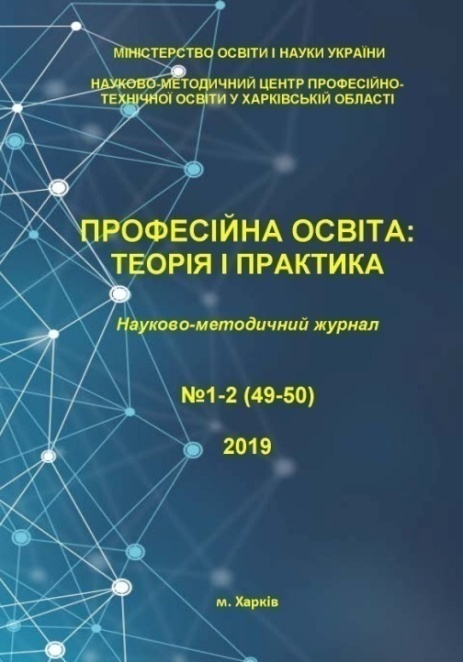 МІНІСТЕРСТВО ОСВІТИ І НАУКИ УКРАЇНИ
НАУКОВО-МЕТОДИЧНИЙ ЦЕНТР ПРОФЕСІЙНО-
ТЕХНІЧНОЇ ОСВІТИ У ХАРКІВСЬКІЙ ОБЛАСТІ
ПРОФЕСІЙНА ОСВІТА:
ТЕОРІЯ І ПРАКТИКА
Науково-методичний журнал
№1-2 (49-50)
2019
м. Харків